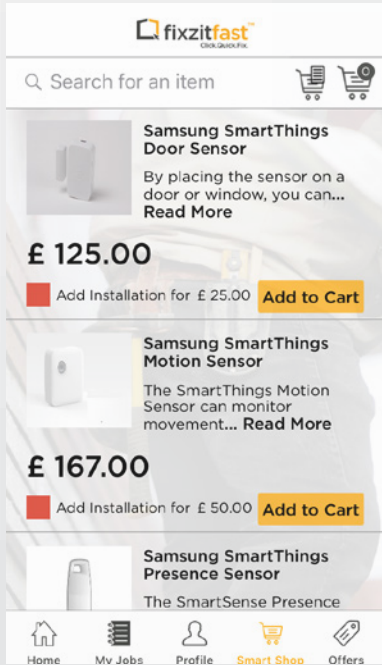 fixzitfast™
Click.Quick.Fix.
Search for an item
0
Samsung SmartThings
Door Sensor
By placing the sensor on a
door or window, you can...
Read More
£ 125.00
Add Installation for £ 25.00 Add to Cart
Samsung SmartThings
Motion Sensor
The SmartThings Motion
Sensor can monitor
movement... Read More
£ 167.00
Add Installation for £ 50.00 Add to Cart
Samsung SmartThings
Presence Sensor
The SmartSense Presence
Home My Jobs Profile Smart Shop Offers